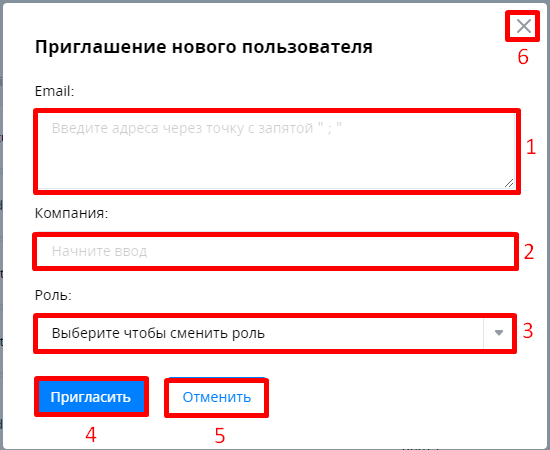 6
Приглашение нового пользователя
Email:
Введите адреса через точку с запятой " ; "
1
Компания:
Начните ввод
2
Роль:
Выберите чтобы сменить роль
3
Пригласить
Отменить
4
5